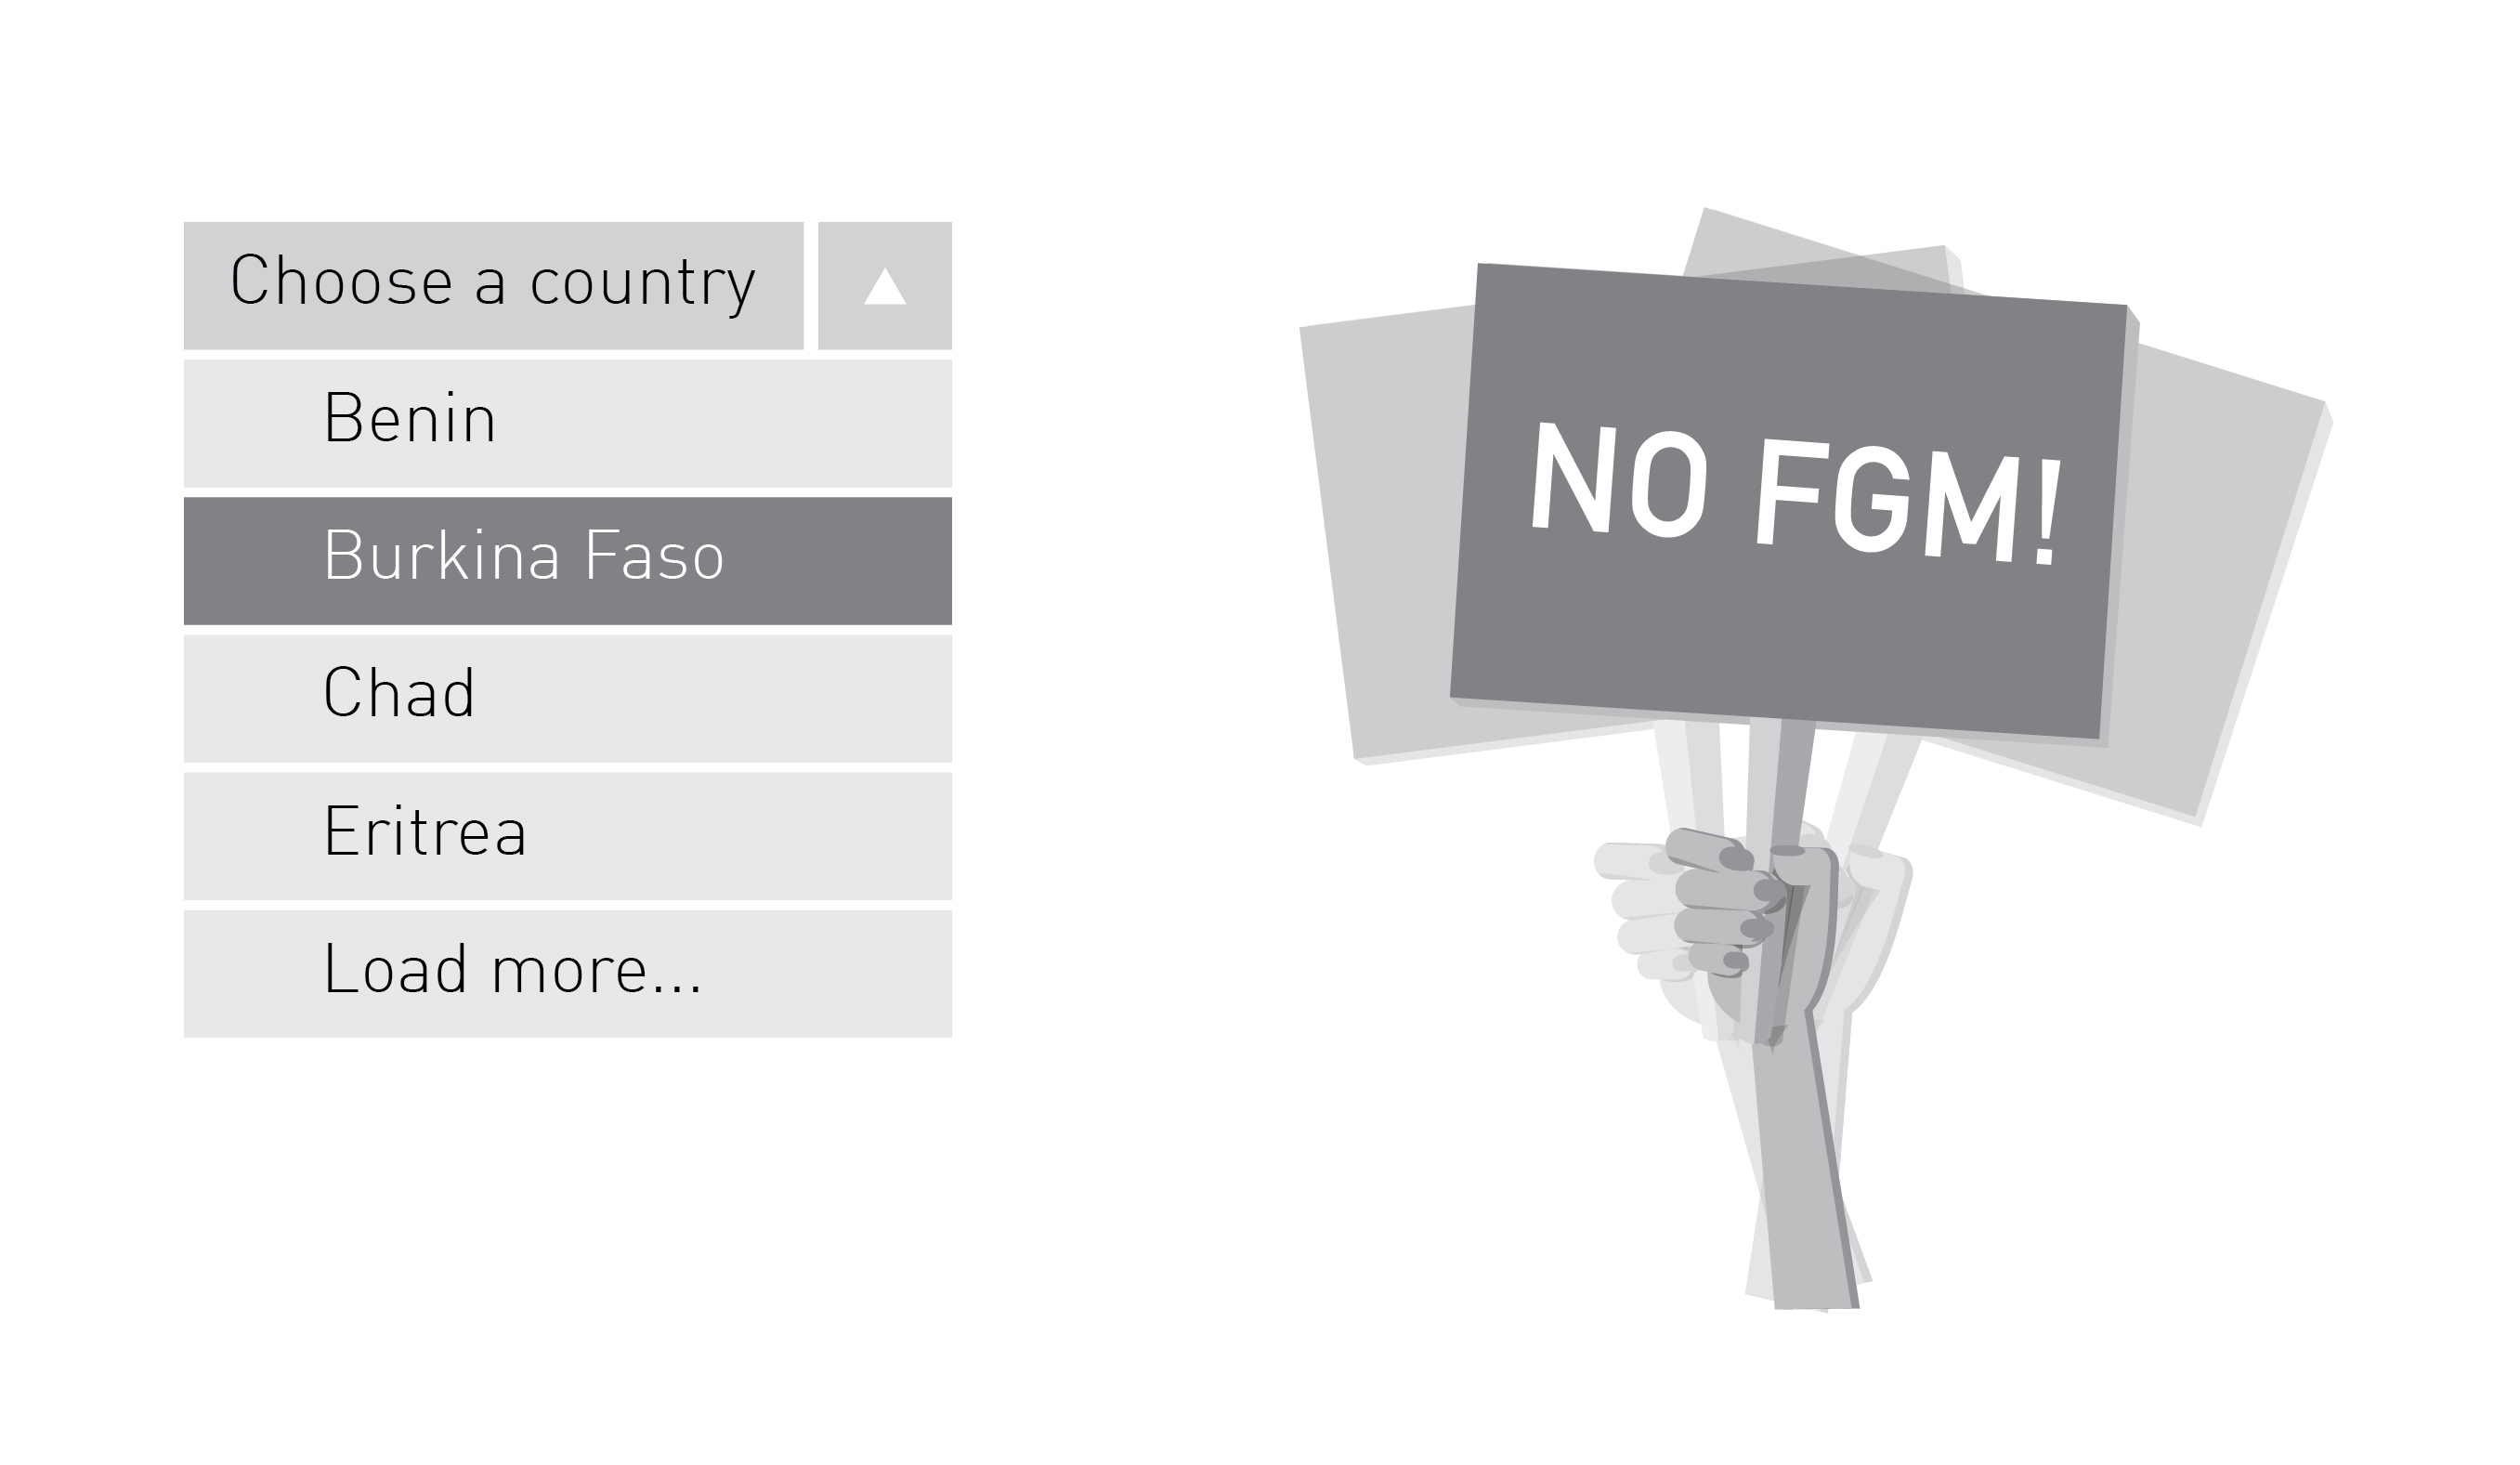 Choose a country
Benin
Burkina Faso
Chad
Eritrea
Load more...
NO FGM!